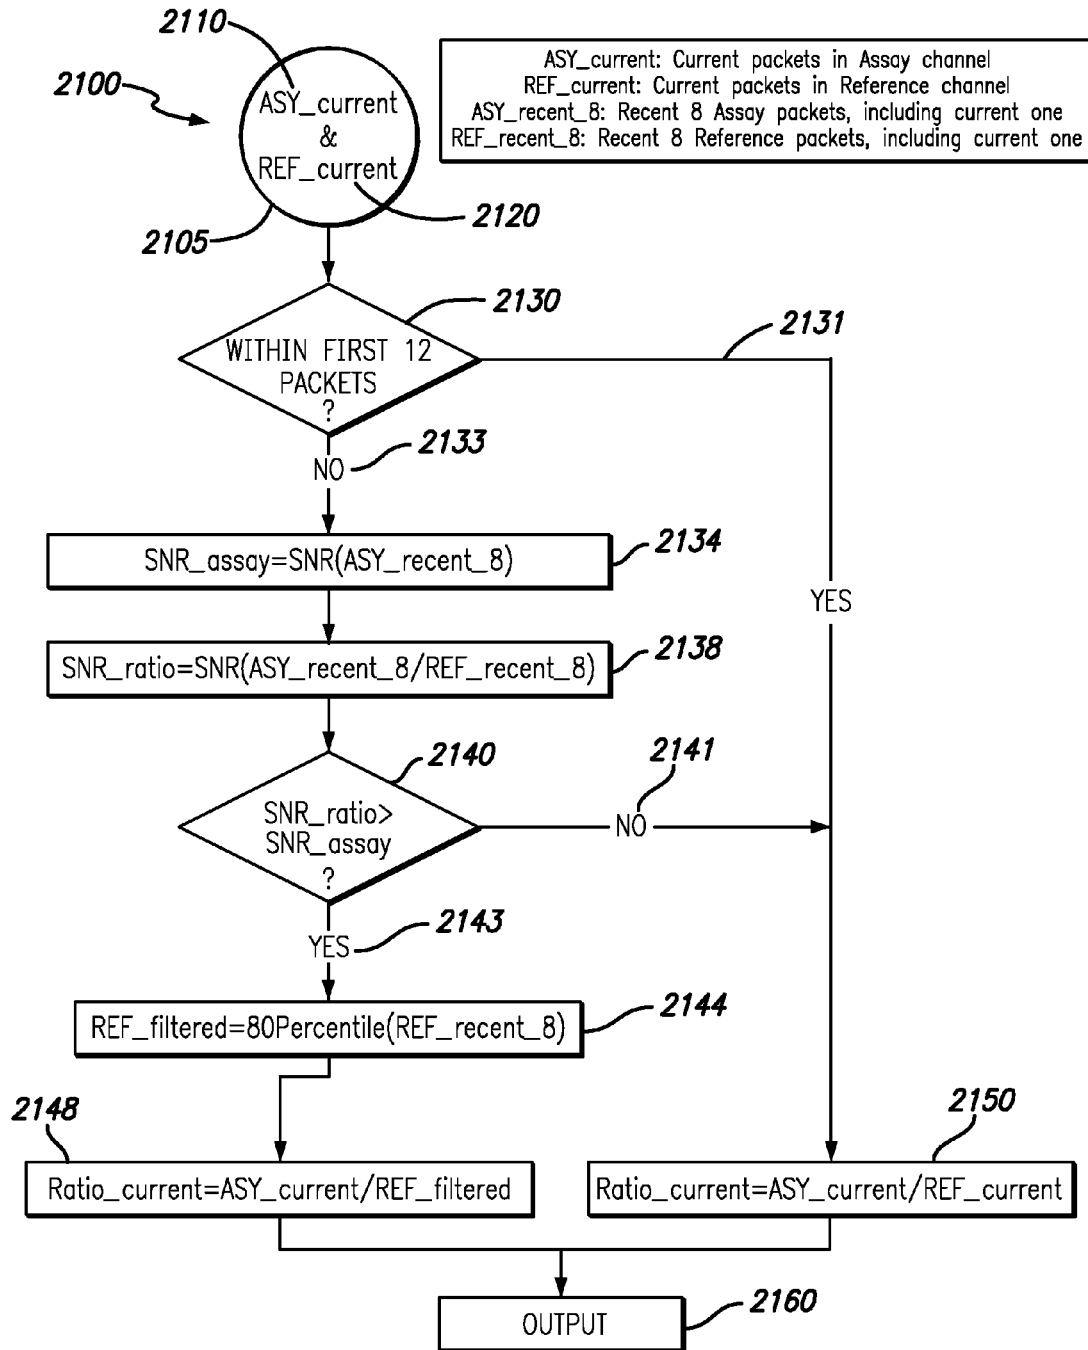 2110
2100
ASY_current
&
REF_current
2120
2105
ASY_current: Current packets in Assay channel
REF_current: Current packets in Reference channel
ASY_recent_8: Recent 8 Assay packets, including current one
REF_recent_8: Recent 8 Reference packets, including current one
2130
WITHIN FIRST 12
PACKETS
?
2131
2133
NO
YES
SNR_assay=SNR(ASY_recent_8)
2134
SNR_ratio=SNR(ASY_recent_8/REF_recent_8)
2138
2140
SNR_ratio>
SNR_assay
?
2141
NO
2143
YES
REF_filtered=80Percentile(REF_recent_8)
2144
2148
Ratio_current=ASY_current/REF_filtered
2150
Ratio_current=ASY_current/REF_current
OUTPUT
2160